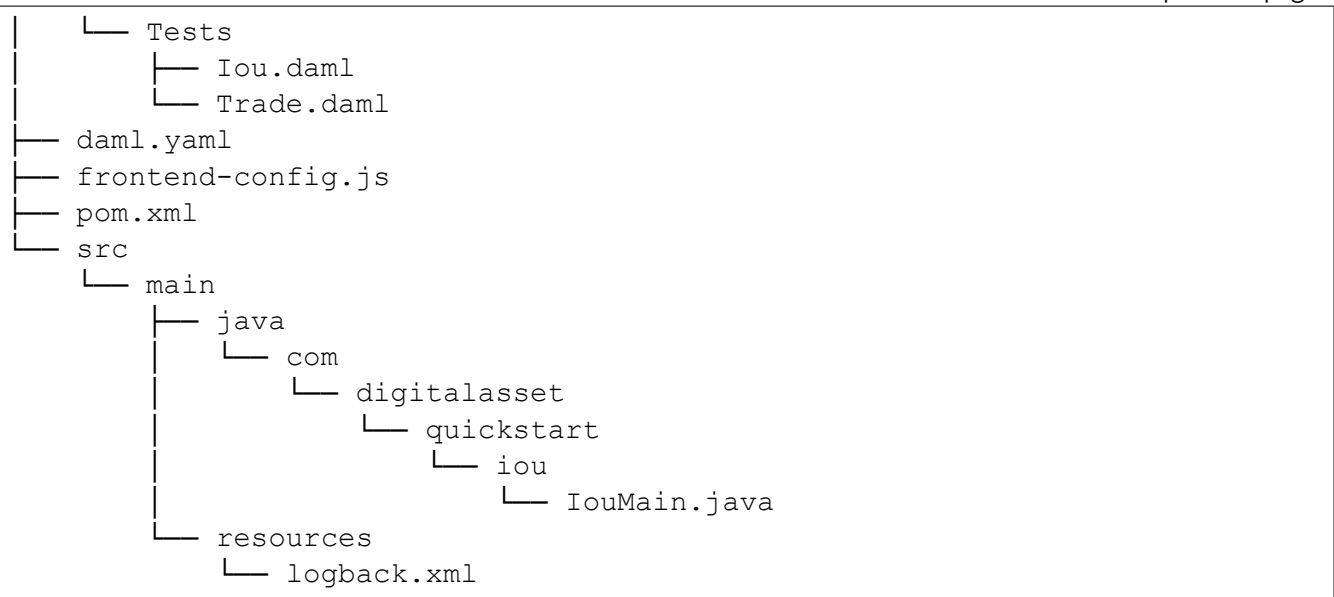 │   └── Tests
│       ├── Iou.daml
│       └── Trade.daml
├── daml.yaml
├── frontend-config.js
├── pom.xml
└── src
    └── main
        ├── java
        │   └── com
        │       └── digitalasset
        │           └── quickstart
        │               └── iou
        │                   └── IouMain.java
        └── resources
            └── logback.xml